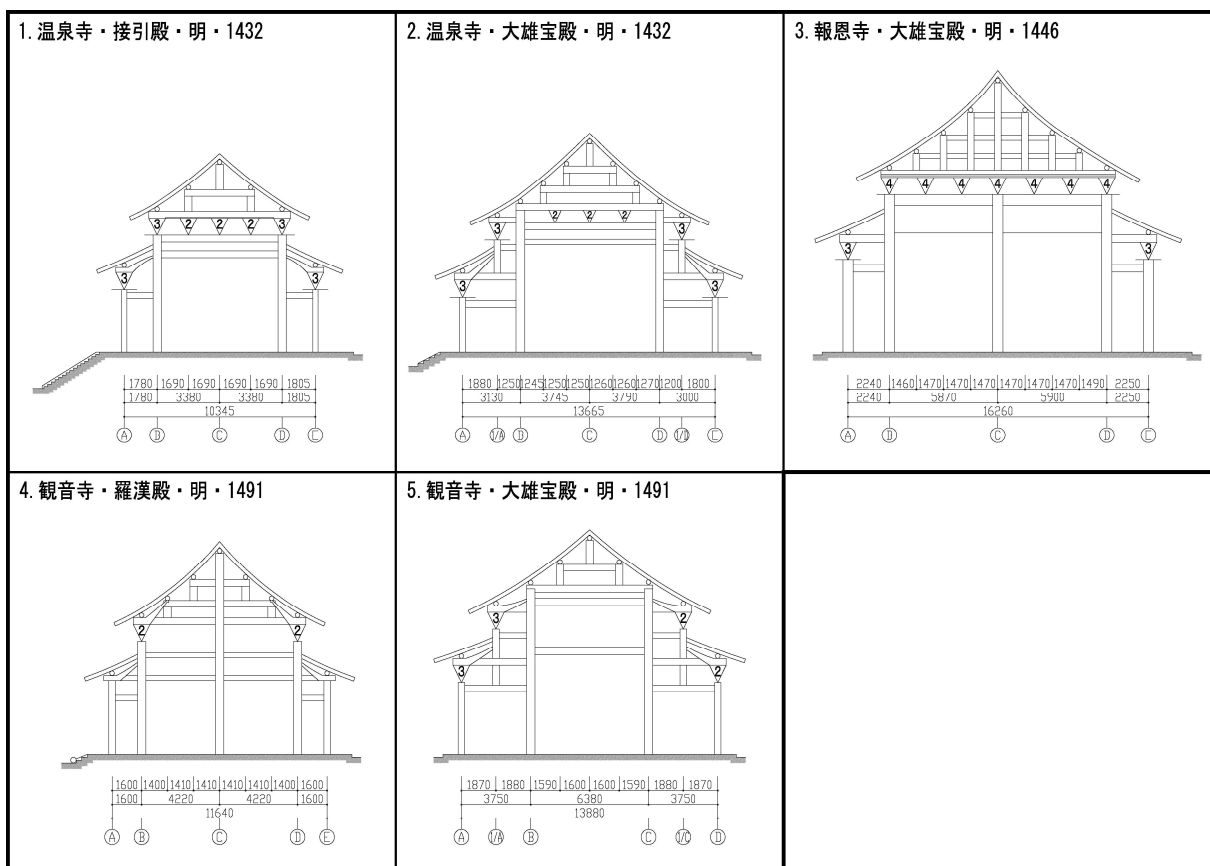 1.温泉寺・接引殿・明・1432
3 2 2 2 3
3 3
1780 1690 1690 1690 1690 1805
1780 3380 3380 1805
10345
A B C D E
2.温泉寺・大雄宝殿・明・1432
3 2 2 2 3
3 3
1880 1250 1245 1250 1250 1260 1260 1270 1200 1800
3130 3745 3790 3000
13665
A 1/A B C D 1/D E
3.報恩寺・大雄宝殿・明・1446
4 4 4 4 4 4 4
3 3
2240 1460 1470 1470 1470 1470 1470 1470 1490 2250
2240 5870 5900 2250
16260
A C D E
4.観音寺・羅漢殿・明・1491
2 2
1600 1400 1410 1410 1410 1410 1400 1600
1600 4220 4220 1600
11640
A B C D E
5.観音寺・大雄宝殿・明・1491
3 2
3 2
1870 1880 1590 1600 1600 1590 1880 1870
3750 6380 3750
13880
A 1/A B C 1/C D